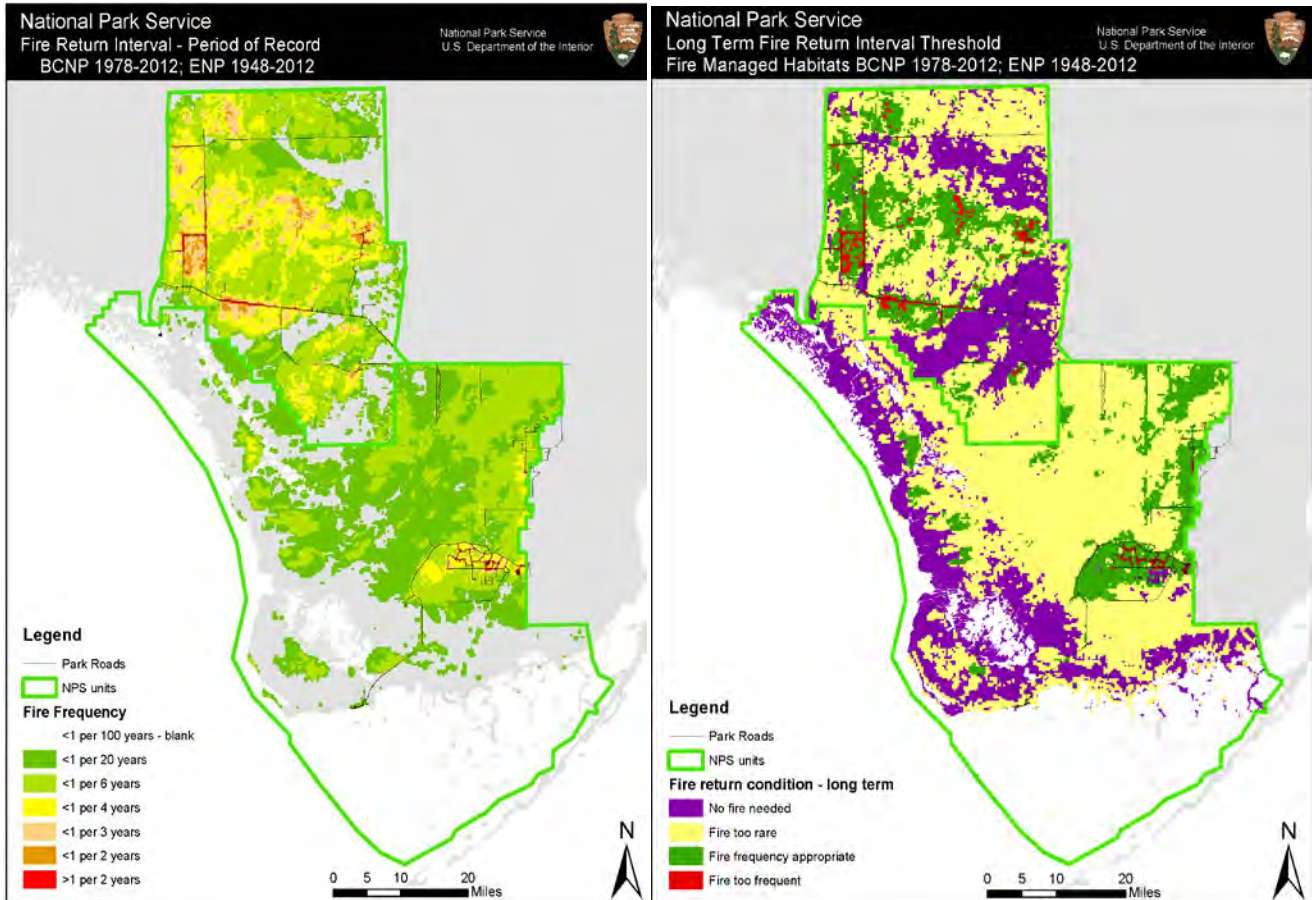 National Park Service
Fire Return Interval - Period of Record
BCNP 1978-2012; ENP 1948-2012
National Park Service
U.S. Department of the Interior
Legend
Park Roads
NPS units
Fire Frequency
<1 per 100 years - blank
<1 per 20 years
<1 per 6 years
<1 per 4 years
<1 per 3 years
<1 per 2 years
>1 per 2 years
0 5 10 20
Miles
N
National Park Service
Long Term Fire Return Interval Threshold
Fire Managed Habitats BCNP 1978-2012; ENP 1948-2012
National Park Service
U.S. Department of the Interior
Legend
Park Roads
NPS units
Fire return condition - long term
No fire needed
Fire too rare
Fire frequency appropriate
Fire too frequent
0 5 10 20
Miles
N